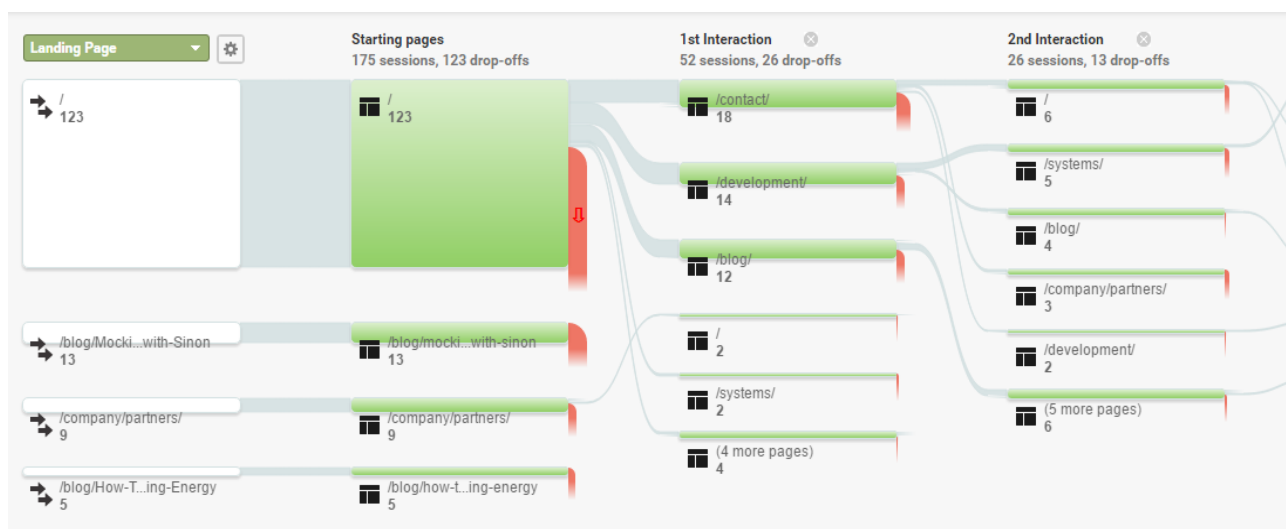 Landing Page
/
123
/blog/Mocki...with-Sinon
13
/company/partners/
9
/blog/How-T...ing-Energy
5
Starting pages
175 sessions, 123 drop-offs
/
123
/blog/mocki...with-sinon
13
/company/partners/
9
/blog/how-t...ing-energy
5
1st Interaction
52 sessions, 26 drop-offs
/contact/
18
/development/
14
/blog/
12
/
2
/systems/
2
(4 more pages)
4
2nd Interaction
26 sessions, 13 drop-offs
/
6
/systems/
5
/blog/
4
/company/partners/
3
/development/
2
(5 more pages)
6